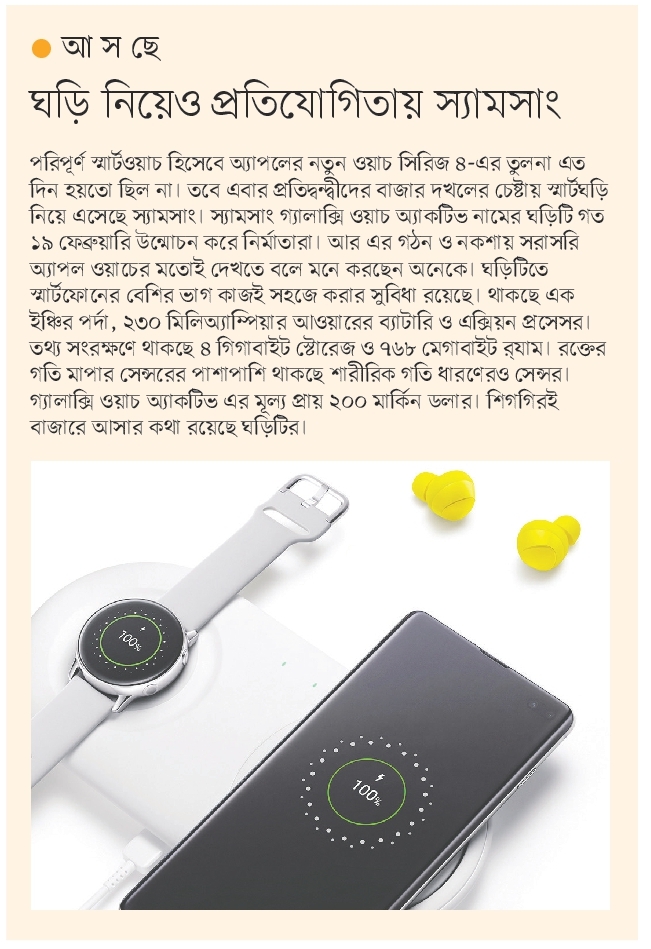 আ স ছে
ঘড়ি নিয়েও প্রতিযোগিতায় স্যামসাং
পরিপূর্ণ স্মার্টওয়াচ হিসেবে অ্যাপলের নতুন ওয়াচ সিরিজ ৪-এর তুলনা এত
দিন হয়তো ছিল না। তবে এবার প্রতিদ্বন্দ্বীদের বাজার দখলের চেষ্টায় স্মার্টঘড়ি
নিয়ে এসেছে স্যামসাং। স্যামসাং গ্যালাক্সি ওয়াচ অ্যাকটিভ নামের ঘড়িটি গত
১৯ ফেব্রুয়ারি উন্মোচন করে নির্মাতারা। আর এর গঠন ও নকশায় সরাসরি
অ্যাপল ওয়াচের মতোই দেখতে বলে মনে করছেন অনেকে। ঘড়িটিতে
স্মার্টফোনের বেশির ভাগ কাজই সহজে করার সুবিধা রয়েছে। থাকছে এক
ইঞ্চির পর্দা, ২৩০ মিলিঅ্যাম্পিয়ার আওয়ারের ব্যাটারি ও এক্সিয়ন প্রসেসর।
তথ্য সংরক্ষণে থাকছে ৪ গিগাবাইট স্টোরেজ ও ৭৬৮ মেগাবাইট র‍্যাম। রক্তের
গতি মাপার সেন্সরের পাশাপাশি থাকছে শারীরিক গতি ধারণেরও সেন্সর।
গ্যালাক্সি ওয়াচ অ্যাকটিভ এর মূল্য প্রায় ২০০ মার্কিন ডলার। শিগগিরই
বাজারে আসার কথা রয়েছে ঘড়িটির।
100%
100%